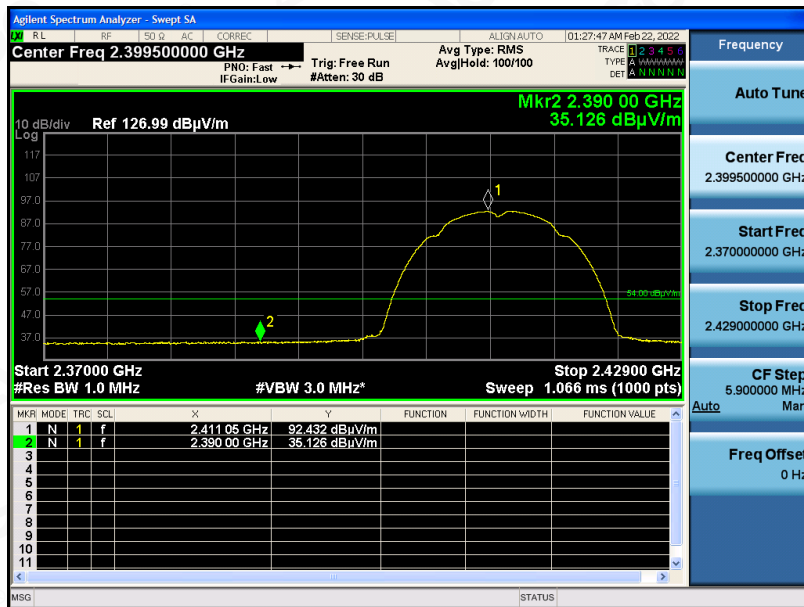 Agilent Spectrum Analyzer - Swept SA
LXI RL RF 50 Ω AC CORREC SENSE:PULSE ALIGNAUTO 01:27:47 AM Feb 22, 2022
Center Freq 2.399500000 GHz
PNO: Fast
IFGain:Low
Trig: Free Run
#Atten: 30 dB
Avg Type: RMS
Avg|Hold: 100/100
TRACE 1 2 3 4 5 6
TYPE A WWWWW
DET A N N N N N
Mkr2 2.390 00 GHz
35.126 dBµV/m
10 dB/div Ref 126.99 dBµV/m
Log
117
107
97.0
87.0
77.0
67.0
57.0
47.0
37.0
1
54.00 dBµV/m
2
Start 2.37000 GHz Stop 2.42900 GHz
#Res BW 1.0 MHz #VBW 3.0 MHz* Sweep 1.066 ms (1000 pts)
MKR MODE TRC SCL X Y FUNCTION FUNCTION WIDTH FUNCTION VALUE
1 N 1 f 2.411 05 GHz 92.432 dBµV/m
2 N 1 f 2.390 00 GHz 35.126 dBµV/m
3
4
5
6
7
8
9
10
11
MSG STATUS
Frequency
Auto Tune
Center Freq
2.399500000 GHz
Start Freq
2.370000000 GHz
Stop Freq
2.429000000 GHz
CF Step
5.900000 MHz
Auto Man
Freq Offset
0 Hz